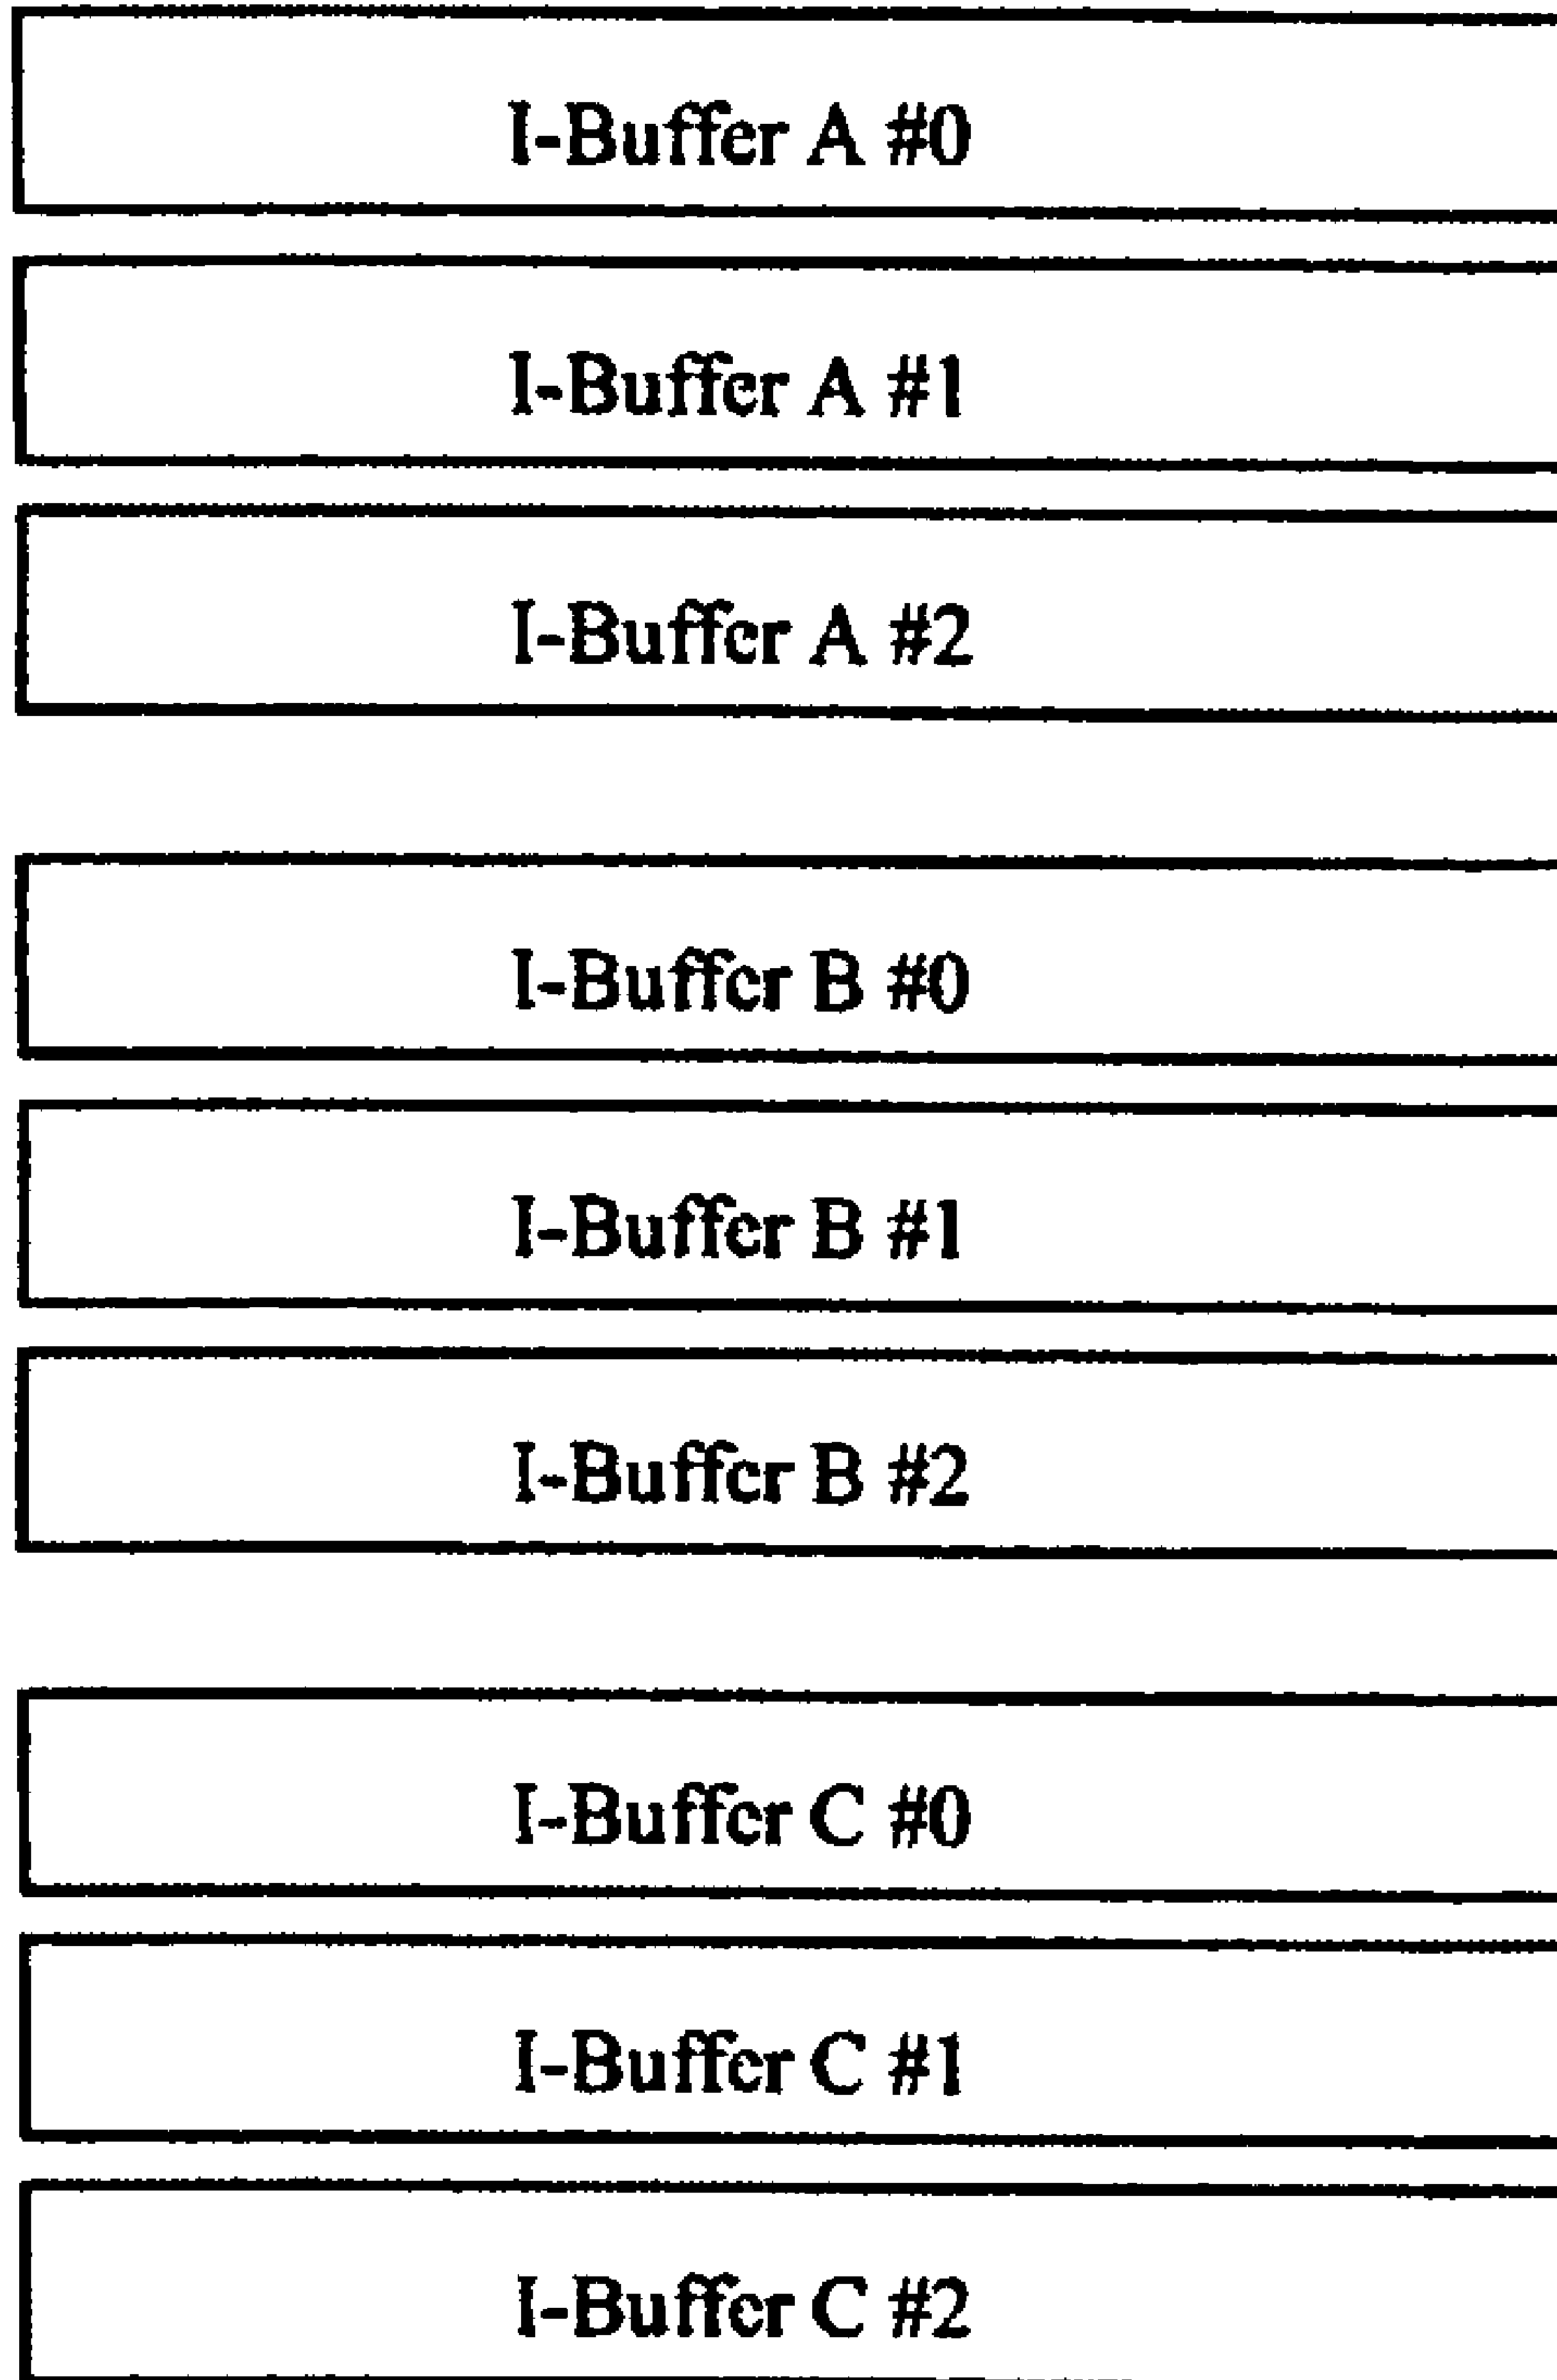 I-Buffer A #0
I-Buffer A #1
I-Buffer A #2
I-Buffer B #0
I-Buffer B #1
I-Buffer B #2
I-Buffer C #0
I-Buffer C #1
I-Buffer C #2